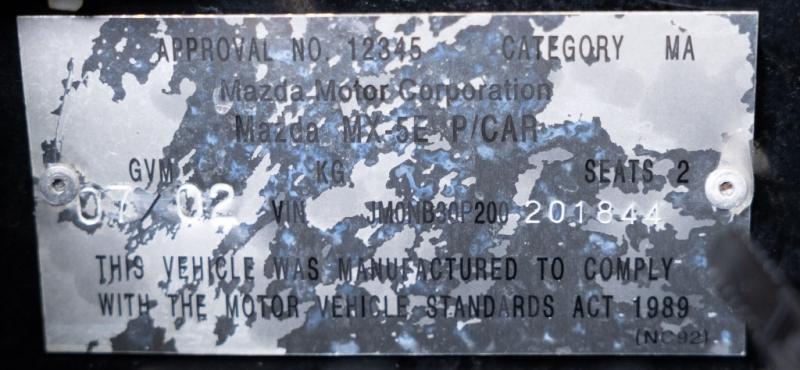 APPROVAL NO. 12345 CATEGORY MA
Mazda Motor Corporation
Mazda MX-5E P/CAR
GVM KG SEATS 2
07/02 VIN JM0NB30P200 201844
THIS VEHICLE WAS MANUFACTURED TO COMPLY
WITH THE MOTOR VEHICLE STANDARDS ACT 1989
(NC92)